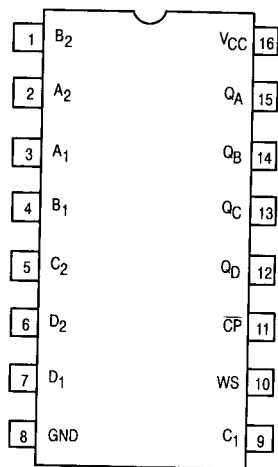 1 B2 VCC 16
2 A2 QA 15
3 A1 QB 14
4 B1 QC 13
5 C2 QD 12
6 D2 C̅P̅ 11
7 D1 WS 10
8 GND C1 9